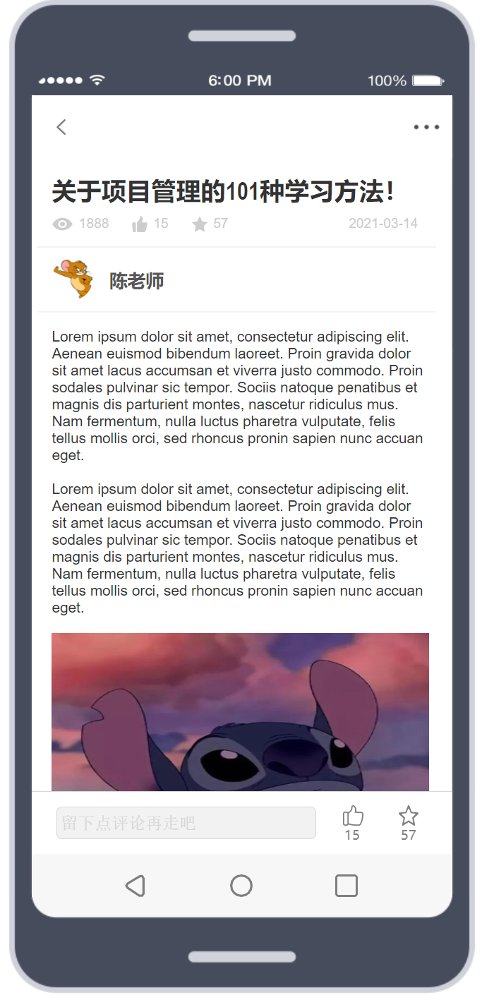 6:00 PM
100%
关于项目管理的101种学习方法！
1888
15
57
2021-03-14
陈老师
Lorem ipsum dolor sit amet, consectetur adipiscing elit.
Aenean euismod bibendum laoreet. Proin gravida dolor
sit amet lacus accumsan et viverra justo commodo. Proin
sodales pulvinar sic tempor. Sociis natoque penatibus et
magnis dis parturient montes, nascetur ridiculus mus.
Nam fermentum, nulla luctus pharetra vulputate, felis
tellus mollis orci, sed rhoncus pronin sapien nunc accuan
eget.
Lorem ipsum dolor sit amet, consectetur adipiscing elit.
Aenean euismod bibendum laoreet. Proin gravida dolor
sit amet lacus accumsan et viverra justo commodo. Proin
sodales pulvinar sic tempor. Sociis natoque penatibus et
magnis dis parturient montes, nascetur ridiculus mus.
Nam fermentum, nulla luctus pharetra vulputate, felis
tellus mollis orci, sed rhoncus pronin sapien nunc accuan
eget.
留下点评论再走吧
15
57